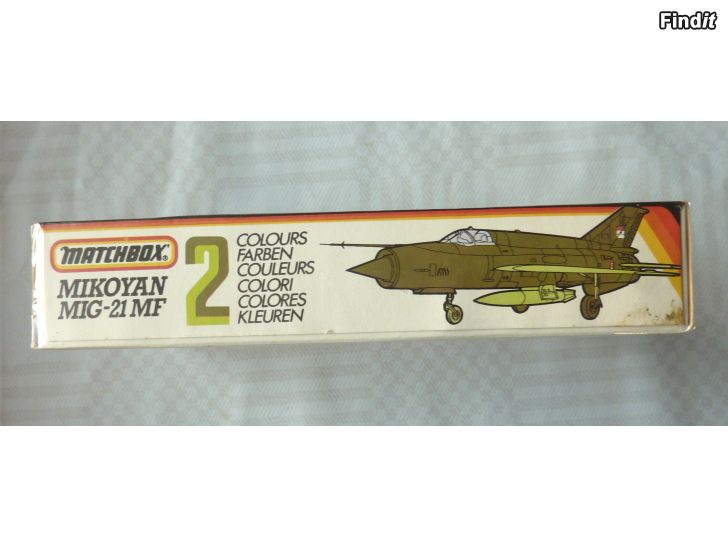 Findit
MATCHBOX®
MIKOYAN
MIG-21 MF
2
COLOURS
FARBEN
COULEURS
COLORI
COLORES
KLEUREN